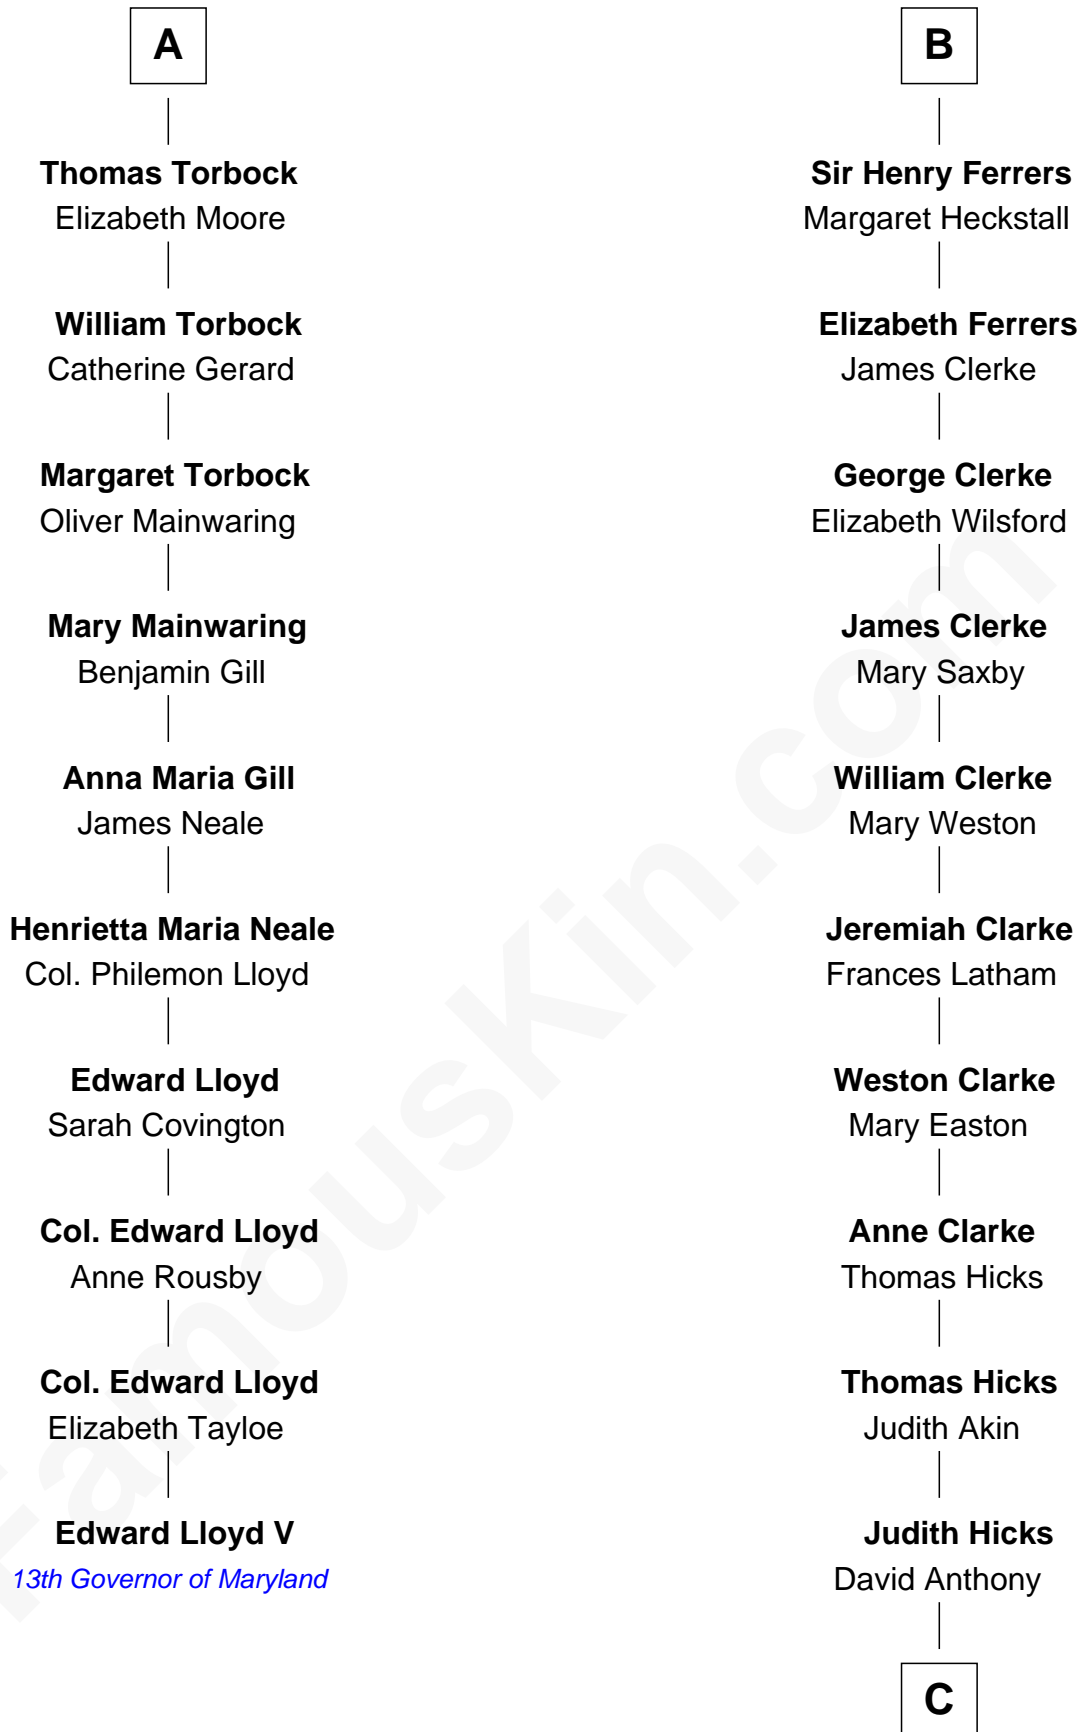 A
Thomas Torbock
Elizabeth Moore
William Torbock
Catherine Gerard
Margaret Torbock
Oliver Mainwaring
Mary Mainwaring
Benjamin Gill
Anna Maria Gill
James Neale
Henrietta Maria Neale
Col. Philemon Lloyd
Edward Lloyd
Sarah Covington
Col. Edward Lloyd
Anne Rousby
Col. Edward Lloyd
Elizabeth Tayloe
Edward Lloyd V
13th Governor of Maryland
B
Sir Henry Ferrers
Margaret Heckstall
Elizabeth Ferrers
James Clerke
George Clerke
Elizabeth Wilsford
James Clerke
Mary Saxby
William Clerke
Mary Weston
Jeremiah Clarke
Frances Latham
Weston Clarke
Mary Easton
Anne Clarke
Thomas Hicks
Thomas Hicks
Judith Akin
Judith Hicks
David Anthony
C
FamousKin.com